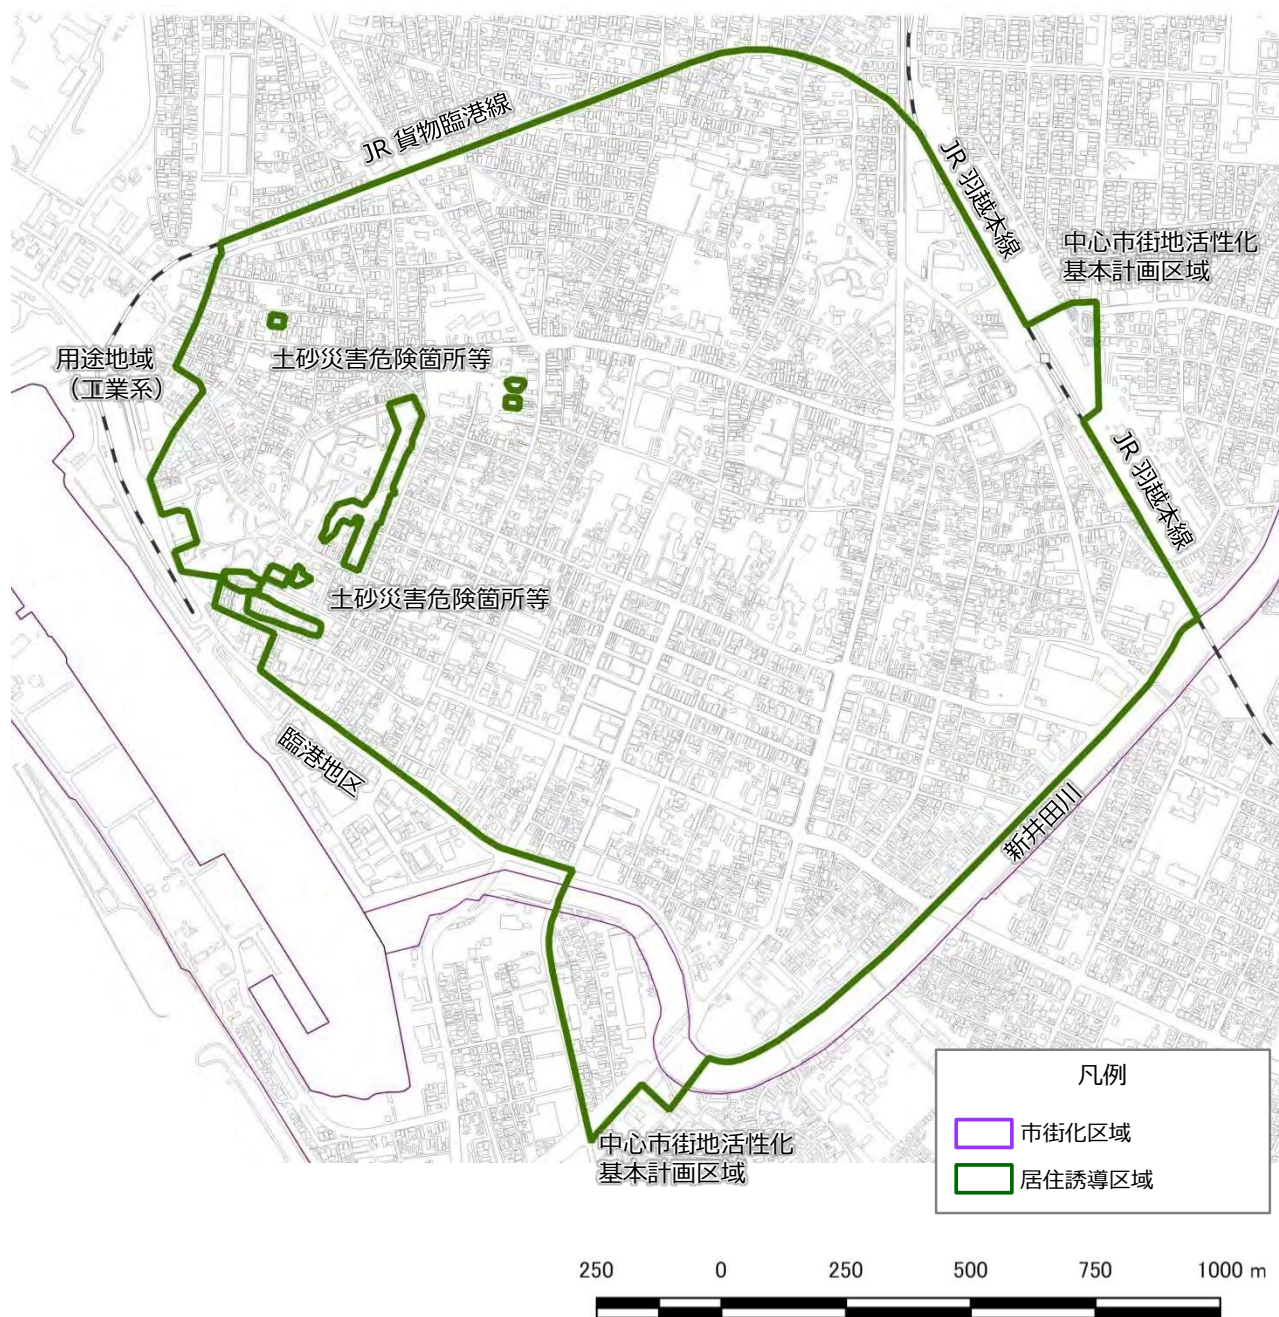 JR 貨物臨港線
JR 羽越本線
中心市街地活性化
基本計画区域
用途地域
（工業系）
土砂災害危険箇所等
JR 羽越本線
土砂災害危険箇所等
臨港地区
新井田川
中心市街地活性化
基本計画区域
凡例
市街化区域
居住誘導区域
250 0 250 500 750 1000 m